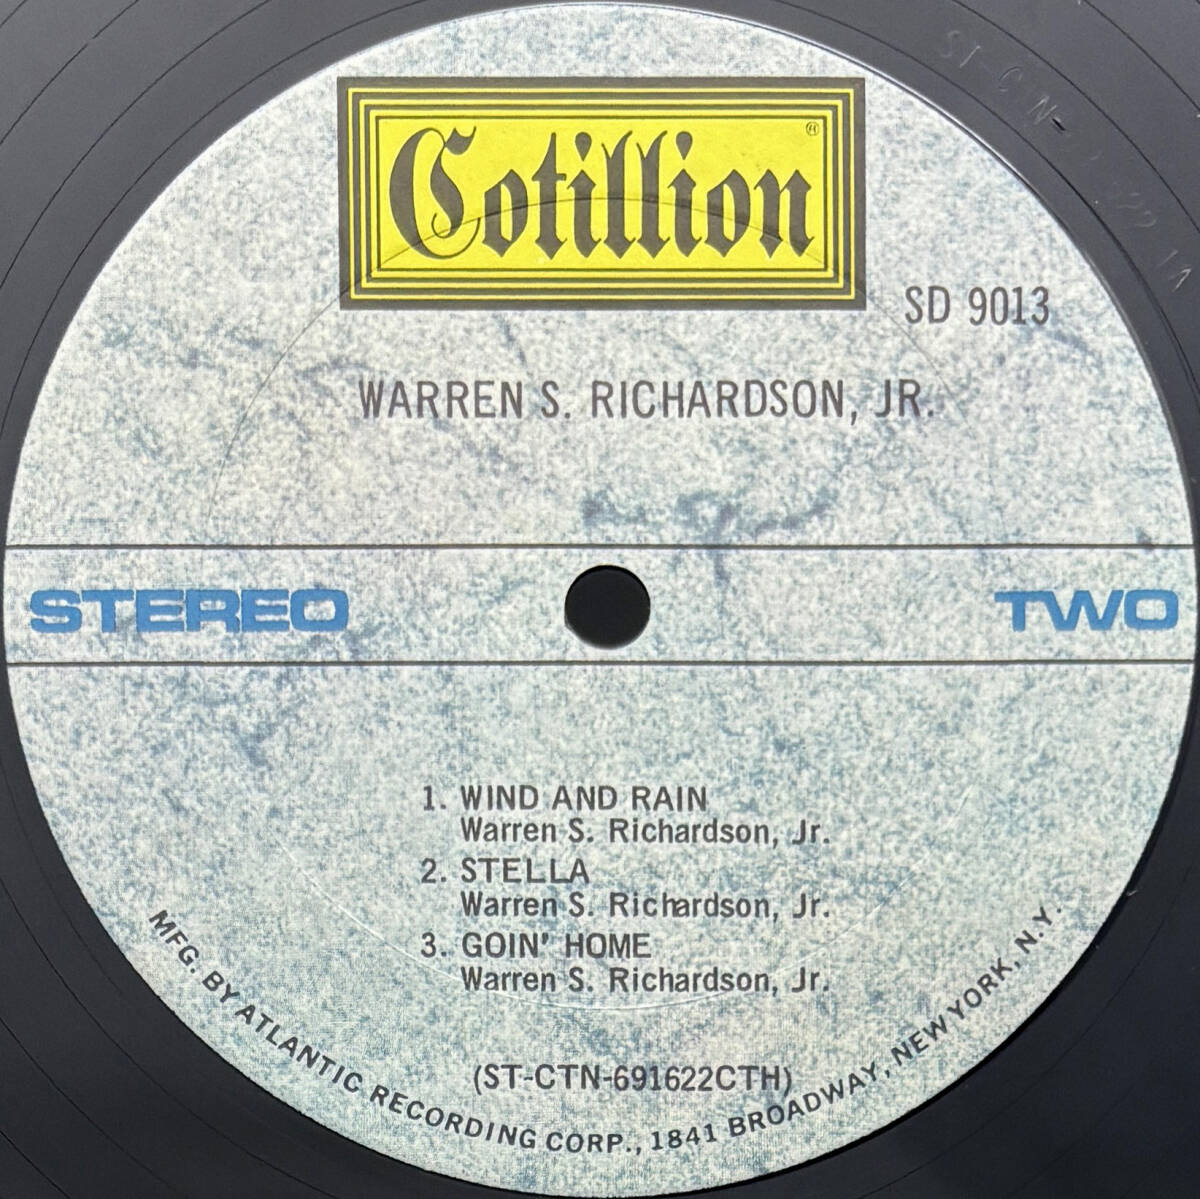 Cotillion®
SD 9013
WARREN S. RICHARDSON, JR.
STEREO
TWO
1. WIND AND RAIN
Warren S. Richardson, Jr.
2. STELLA
Warren S. Richardson, Jr.
3. GOIN' HOME
Warren S. Richardson, Jr.
(ST-CTN-691622CTH)
MFG. BY ATLANTIC RECORDING CORP., 1841 BROADWAY, NEW YORK, N.Y.